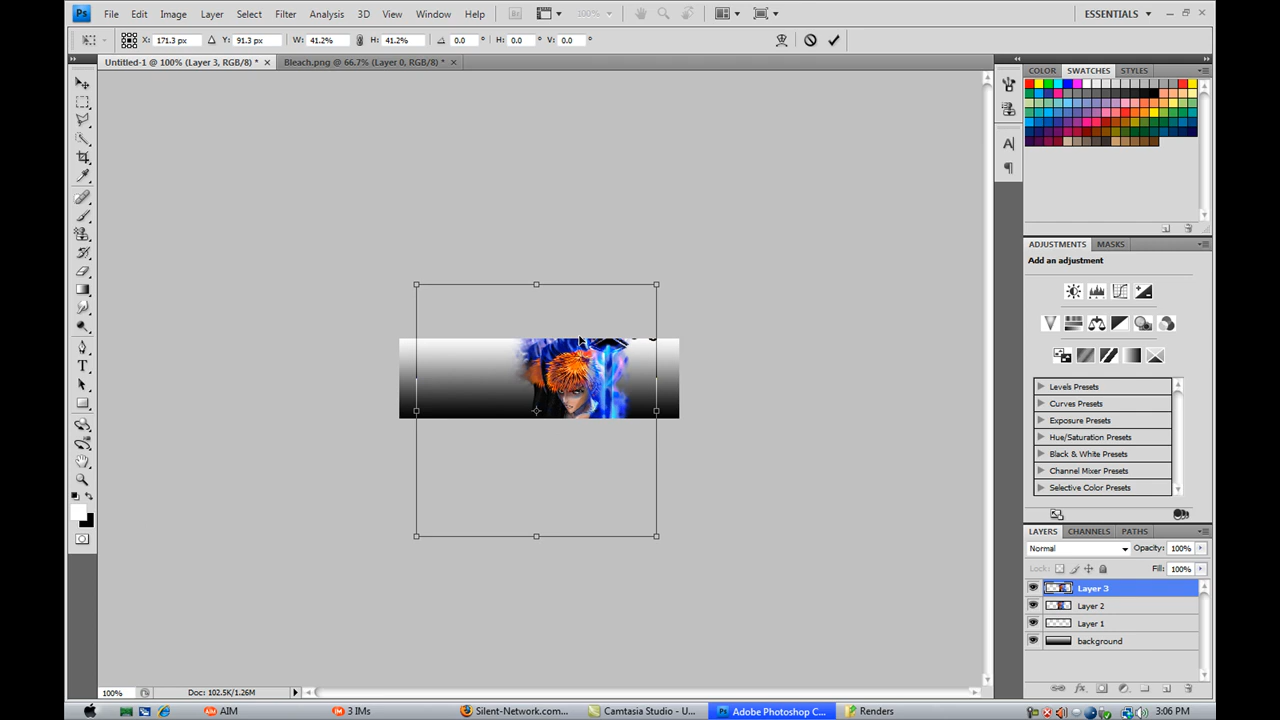 Ps File Edit Image Layer Select Filter Analysis 3D View Window Help Br 100% ESSENTIALS
X: 171.3 px Y: 91.3 px W: 41.2% H: 41.2% 0.0 ° H: 0.0 V: 0.0 °
Untitled-1 @ 100% (Layer 3, RGB/8) * Bleach.png @ 66.7% (Layer 0, RGB/8) *
COLOR SWATCHES STYLES
ADJUSTMENTS MASKS
Add an adjustment
Levels Presets
Curves Presets
Exposure Presets
Hue/Saturation Presets
Black & White Presets
Channel Mixer Presets
Selective Color Presets
LAYERS CHANNELS PATHS
Normal Opacity: 100%
Lock: Fill: 100%
Layer 3
Layer 2
Layer 1
background
100% Doc: 102.5K/1.26M
AIM 3 IMs Silent-Network.com... Camtasia Studio - U... Adobe Photoshop C... Renders 3:06 PM